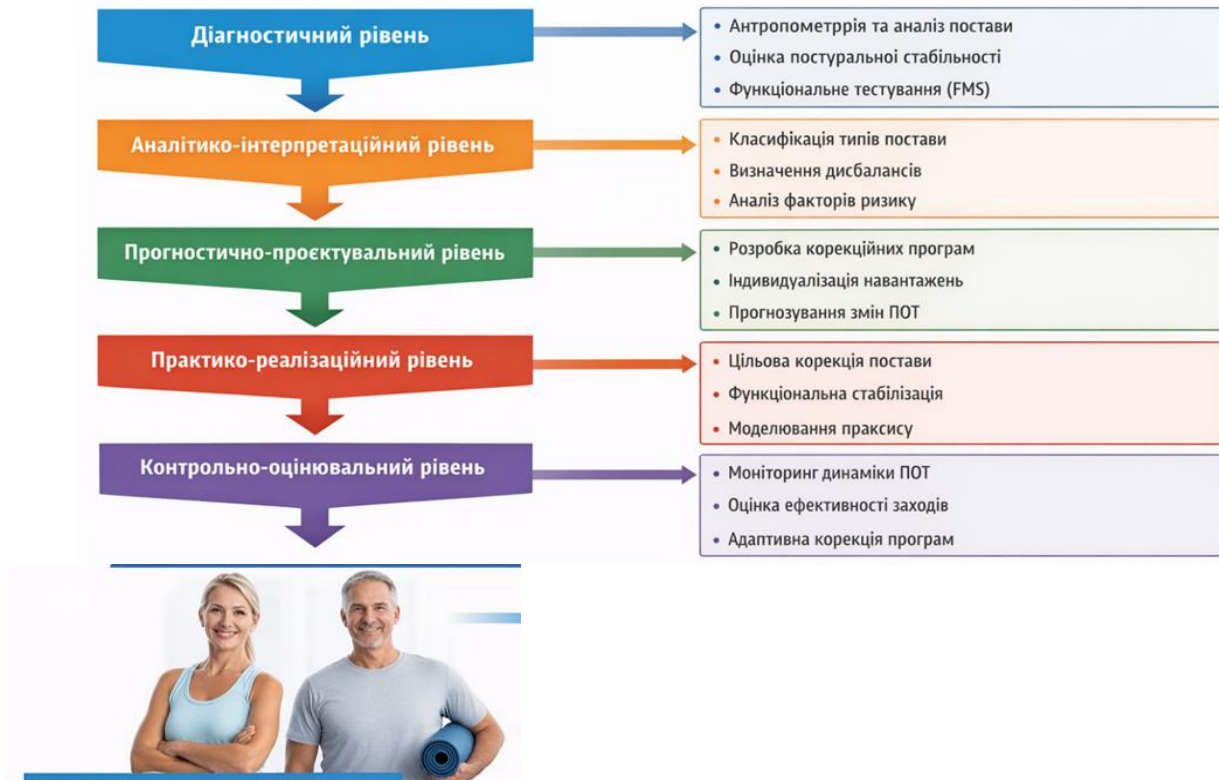 Діагностичний рівень
• Антропометррія та аналіз постави
• Оцінка постуральної стабільності
• Функціональне тестування (FMS)
Аналітико-інтерпретаційний рівень
• Класифікація типів постави
• Визначення дисбалансів
• Аналіз факторів ризику
Прогностично-проєктувальний рівень
• Розробка корекційних програм
• Індивидуалізація навантажень
• Прогнозування змін ПОТ
Практико-реалізаційний рівень
• Цільова корекція постави
• Функціональна стабілізація
• Моделювання праксису
Контрольно-оцінювальний рівень
• Моніторинг динаміки ПОТ
• Оцінка ефективності заходів
• Адаптивна корекція програм